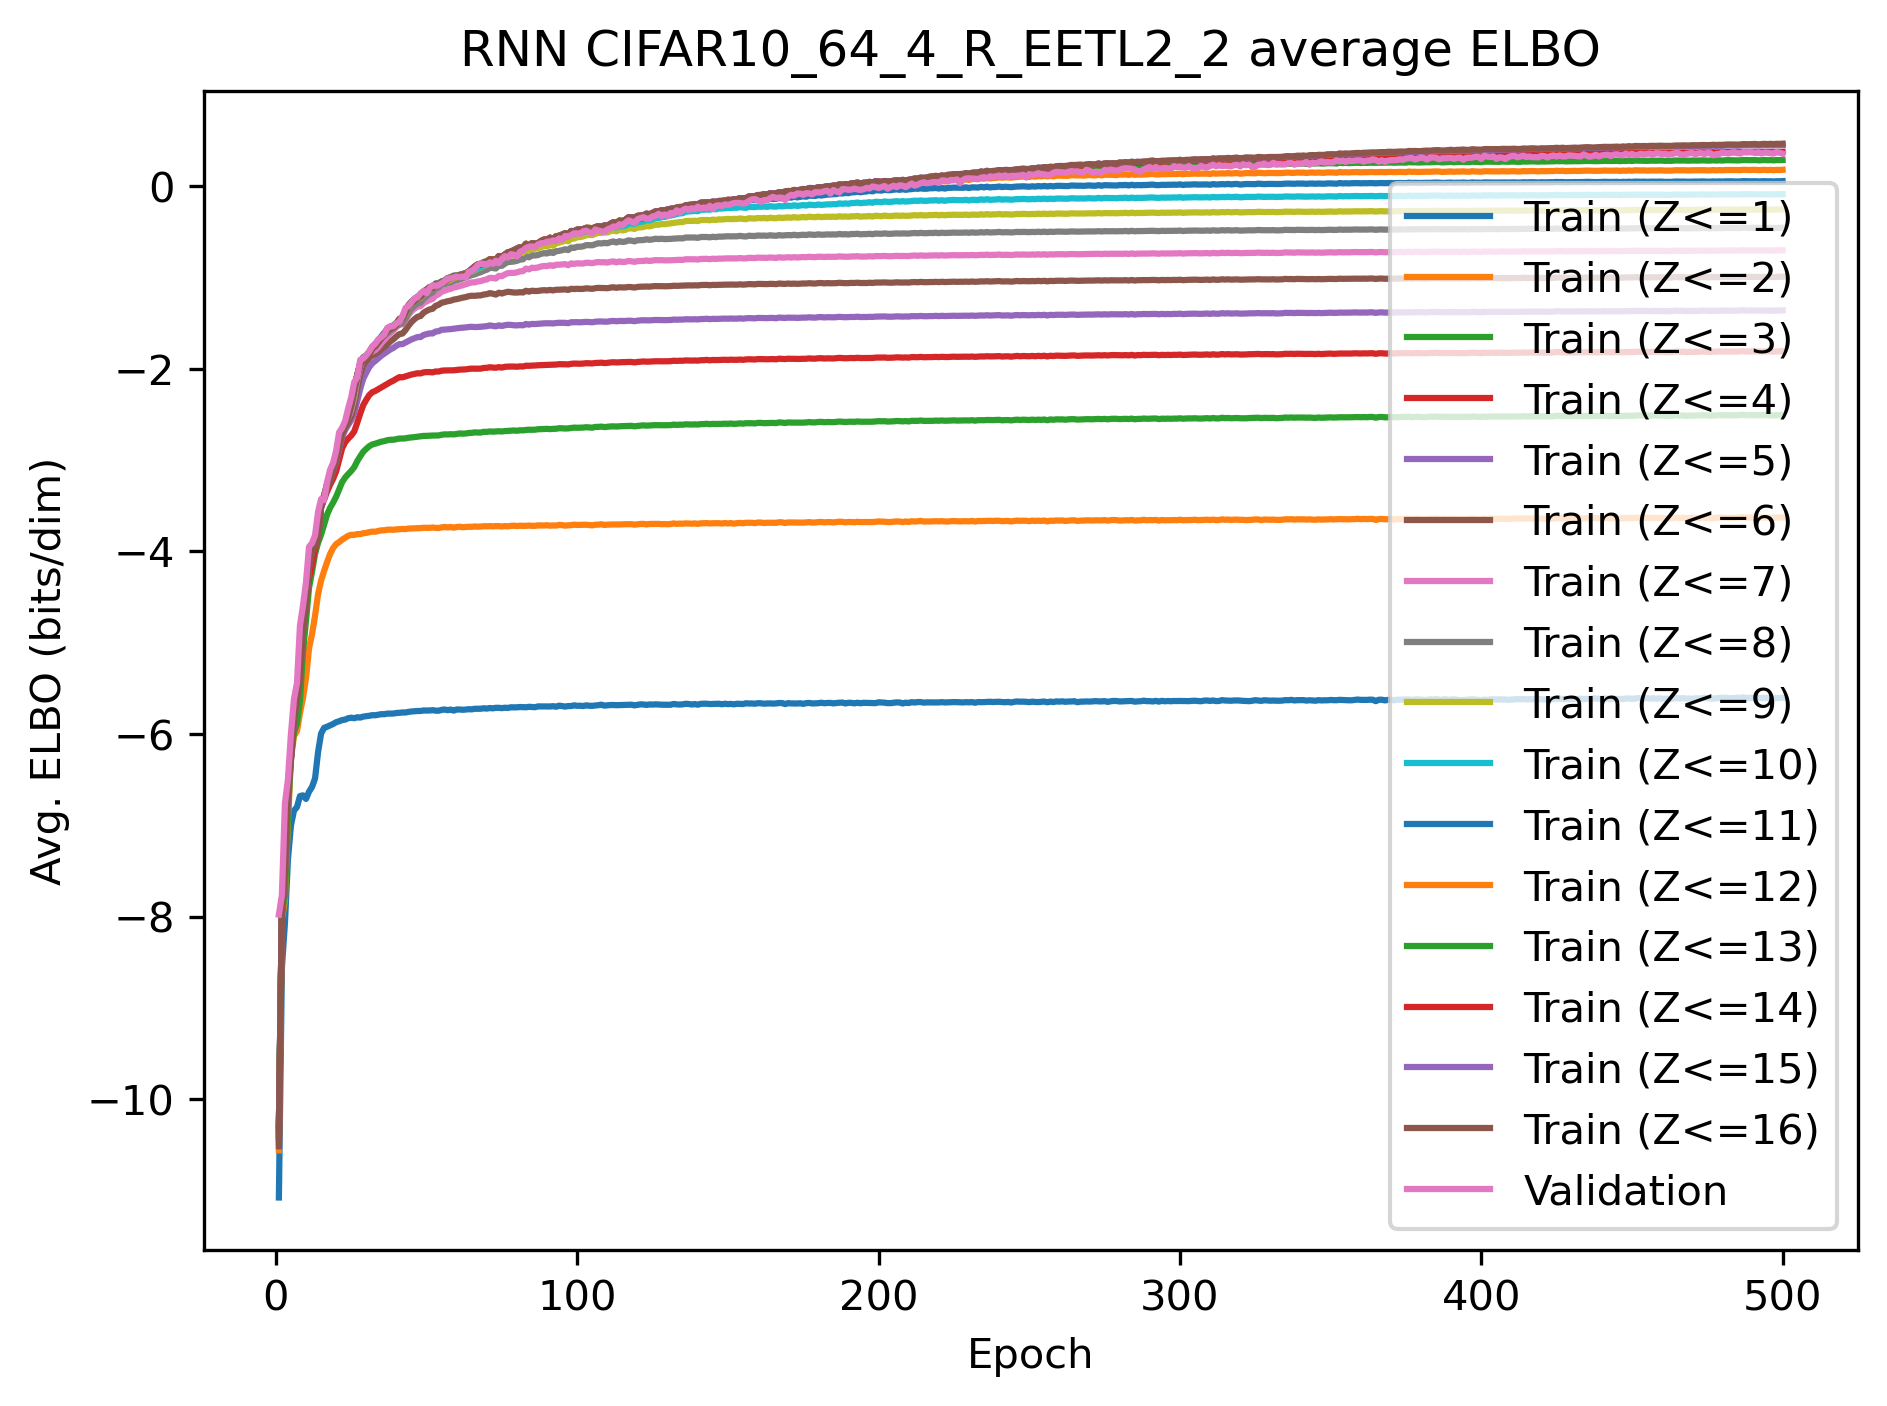 RNN CIFAR10_64_4_R_EETL2_2 average ELBO
Avg. ELBO (bits/dim)
0
−2
−4
−6
−8
−10
Train (Z<=1)
Train (Z<=2)
Train (Z<=3)
Train (Z<=4)
Train (Z<=5)
Train (Z<=6)
Train (Z<=7)
Train (Z<=8)
Train (Z<=9)
Train (Z<=10)
Train (Z<=11)
Train (Z<=12)
Train (Z<=13)
Train (Z<=14)
Train (Z<=15)
Train (Z<=16)
Validation
0 100 200 300 400 500
Epoch